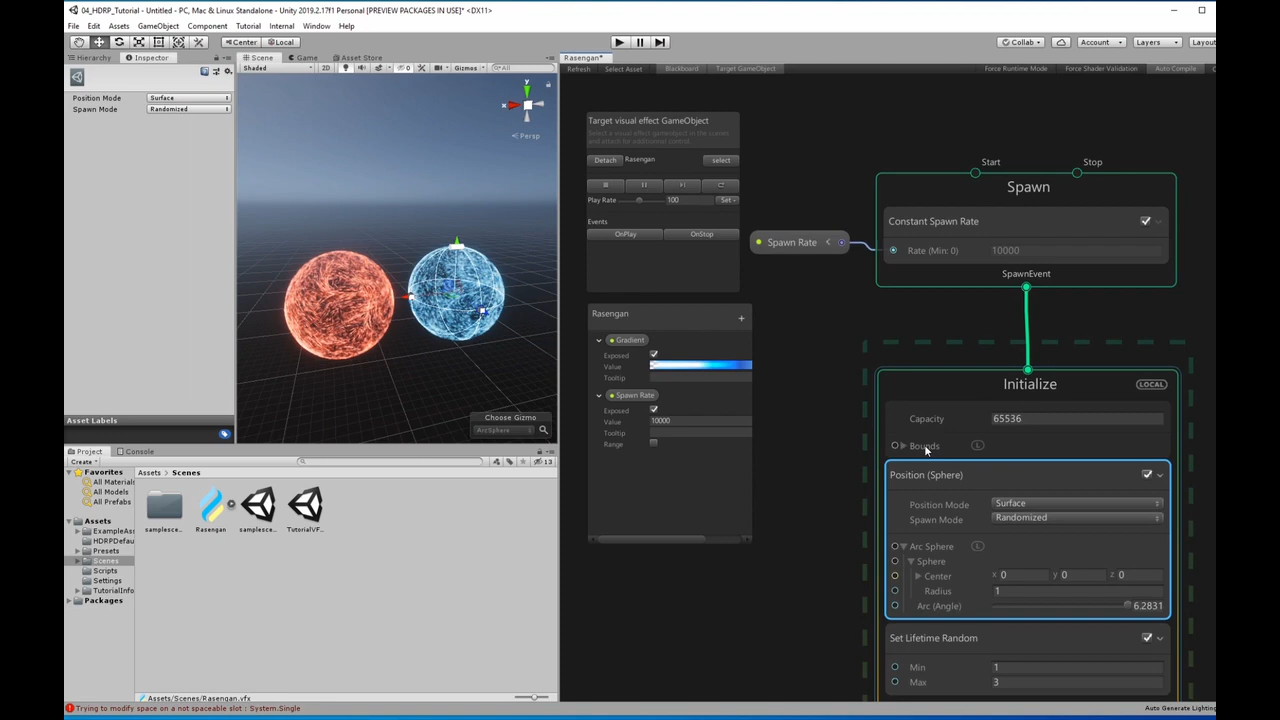 04_HDRP_Tutorial - Untitled - PC, Mac & Linux Standalone - Unity 2019.2.17f1 Personal [PREVIEW PACKAGES IN USE]* <DX11>
File Edit Assets GameObject Component Tutorial Internal Window Help
Center Local
Collab Account Layers Layout
Hierarchy Inspector
Position Mode Surface
Spawn Mode Randomized
Asset Labels
Scene Game Asset Store
Shaded 2D Gizmos All
y
x
z
Persp
Choose Gizmo
ArcSphere
Rasengan*
Refresh Select Asset Blackboard Target GameObject Force Runtime Mode Force Shader Validation Auto Compile
Target visual effect GameObject
Select a visual effect gameobject in the scenes
and attach for additionnal control.
Detach Rasengan select
Play Rate 100 Set
Events
OnPlay OnStop
Rasengan +
Gradient
Exposed
Value
Tooltip
Spawn Rate
Exposed
Value 10000
Tooltip
Range
Spawn Rate
Start Stop
Spawn
Constant Spawn Rate
Rate (Min: 0) 10000
SpawnEvent
Initialize LOCAL
Capacity 65536
Bounds L
Position (Sphere)
Position Mode Surface
Spawn Mode Randomized
Arc Sphere L
Sphere
Center x 0 y 0 z 0
Radius 1
Arc (Angle) 6.2831
Set Lifetime Random
Min 1
Max 3
Project Console
Create 13
Favorites
All Materials
All Models
All Prefabs
Assets
ExampleAss
HDRPDefau
Presets
Scenes
Scripts
Settings
TutorialInfo
Packages
Assets Scenes
samplesce... Rasengan samplesce... TutorialVF...
Assets/Scenes/Rasengan.vfx
Trying to modify space on a not spaceable slot : System.Single
Auto Generate Lighting